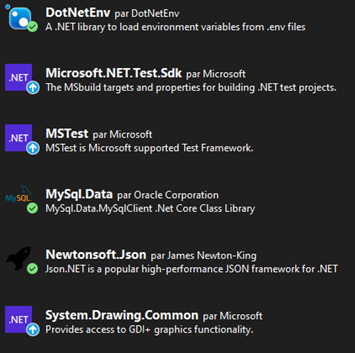 DotNetEnv par DotNetEnv
A .NET library to load environment variables from .env files
.NET
Microsoft.NET.Test.Sdk par Microsoft
The MSbuild targets and properties for building .NET test projects.
.NET
MSTest par Microsoft
MSTest is Microsoft supported Test Framework.
MySQL
MySql.Data par Oracle Corporation
MySql.Data.MySqlClient .Net Core Class Library
Newtonsoft.Json par James Newton-King
Json.NET is a popular high-performance JSON framework for .NET
.NET
System.Drawing.Common par Microsoft
Provides access to GDI+ graphics functionality.